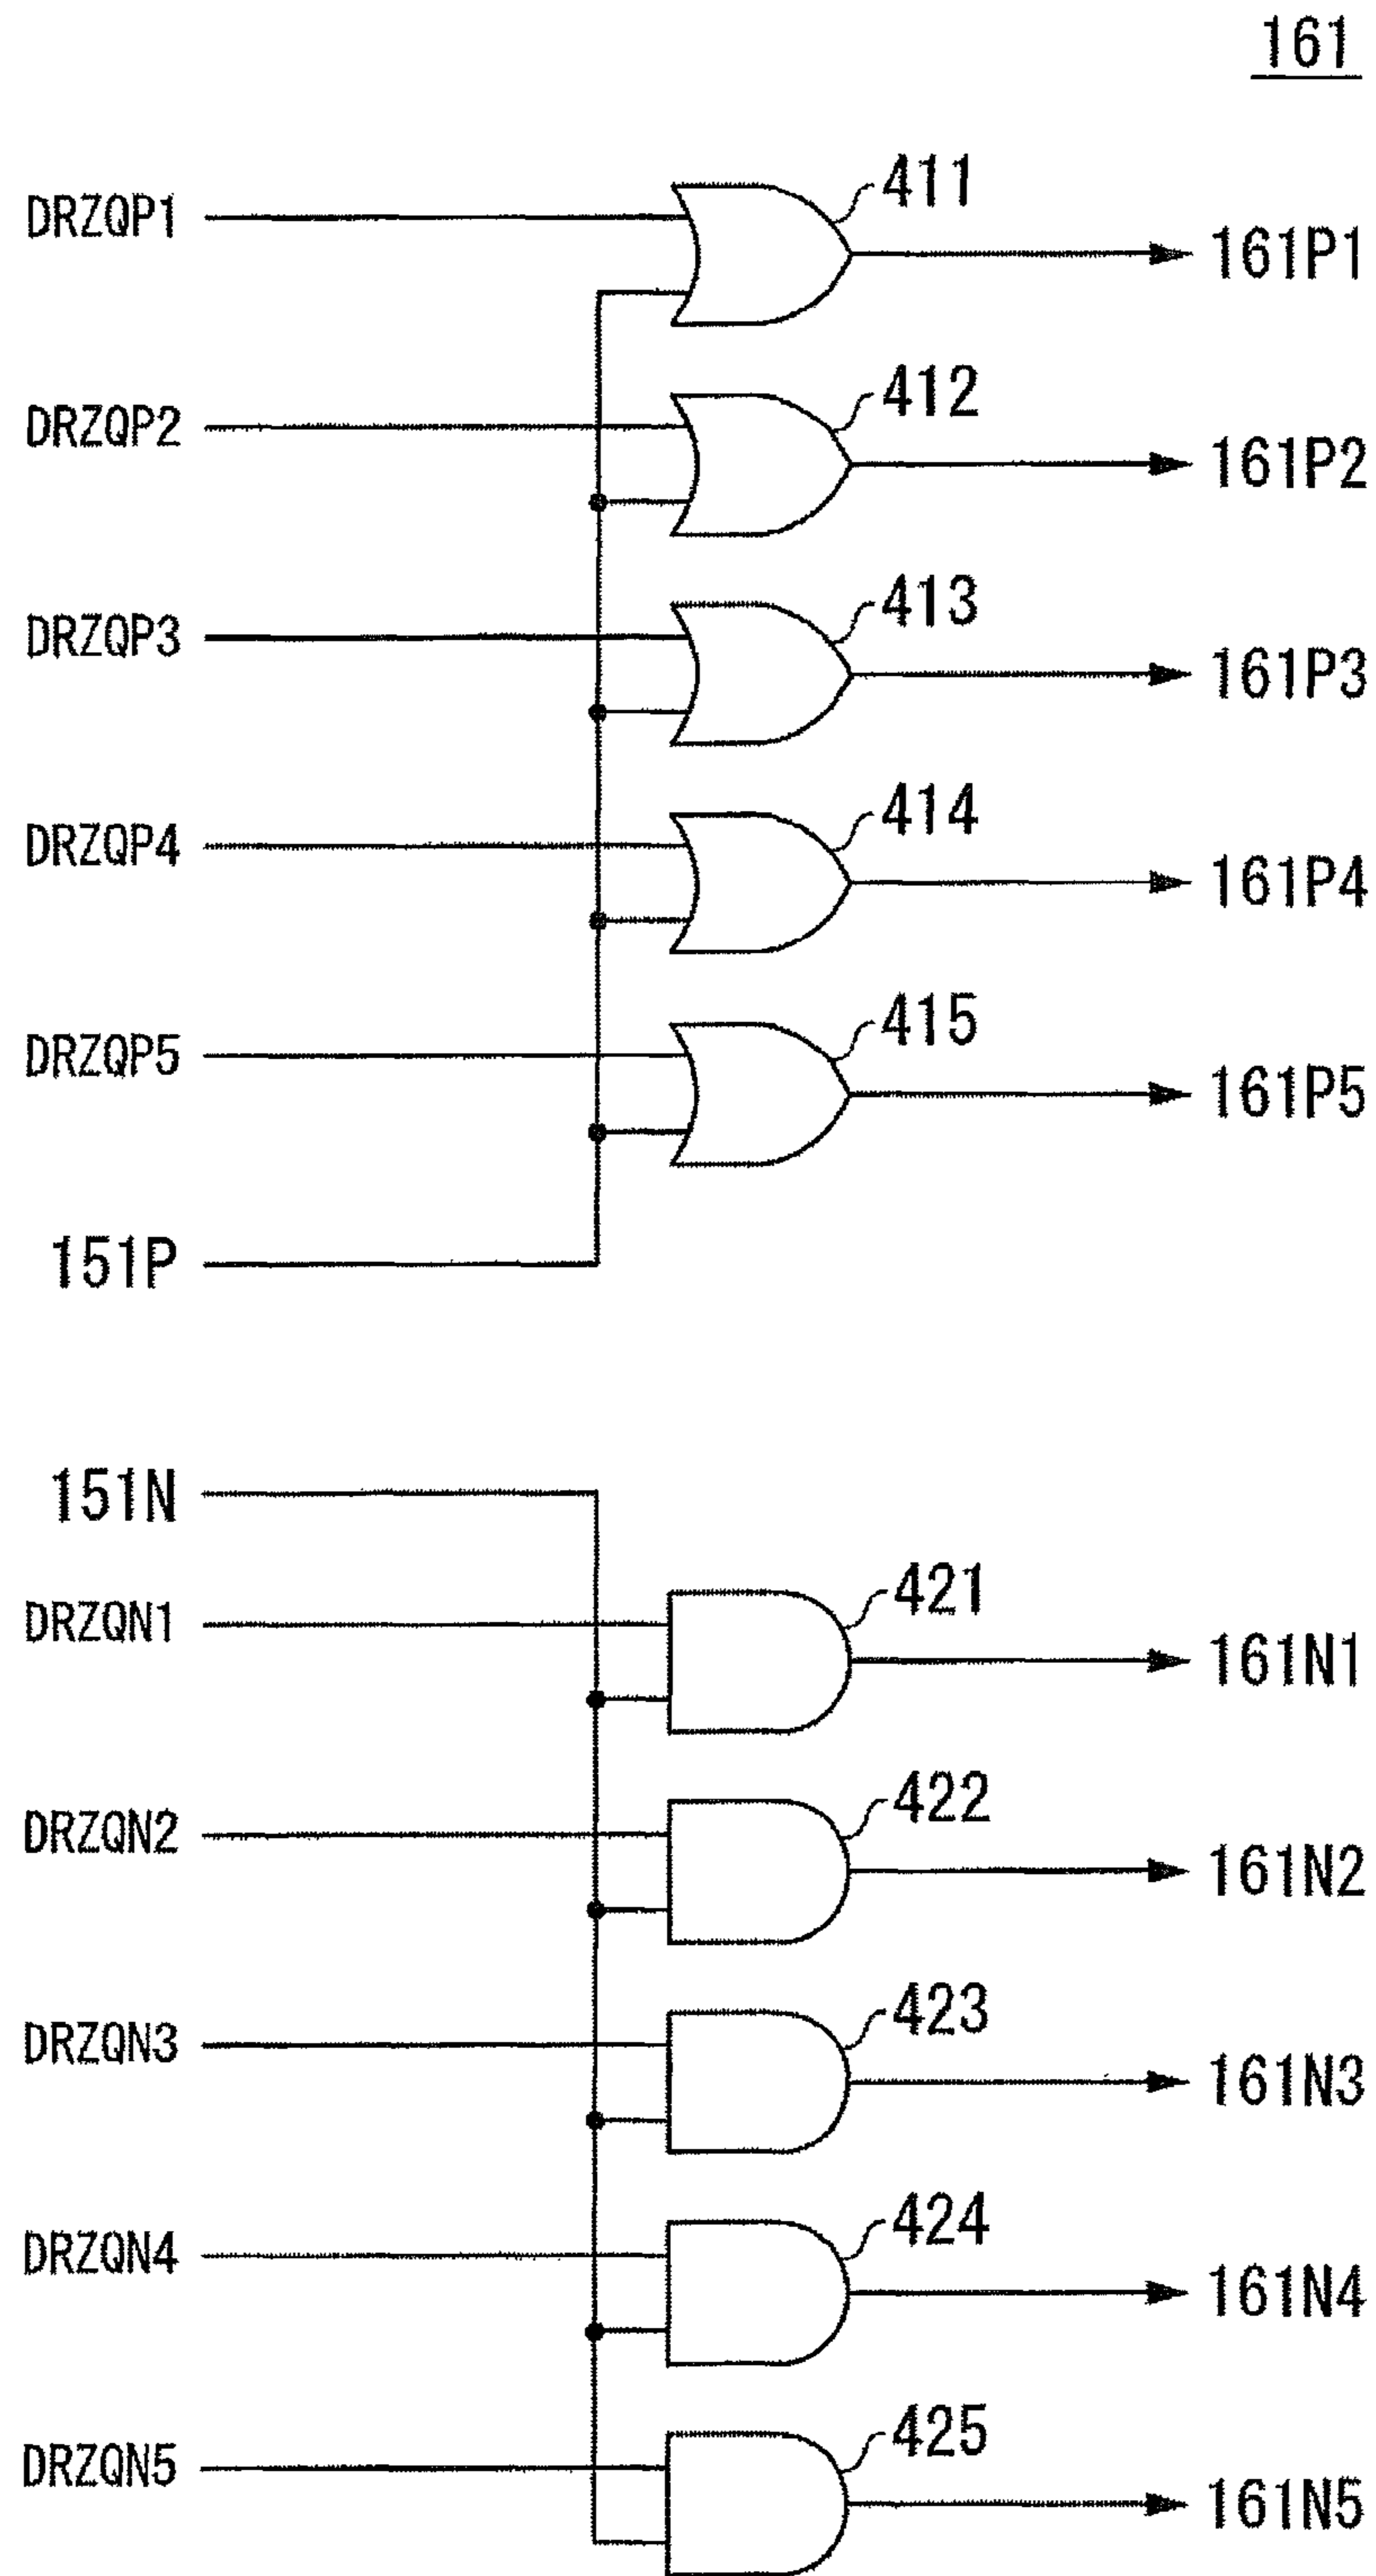 161
411
DRZQP1
161P1
412
DRZQP2
161P2
413
DRZQP3
161P3
414
DRZQP4
161P4
415
DRZQP5
161P5
151P
151N
421
DRZQN1
161N1
422
DRZQN2
161N2
423
DRZQN3
161N3
424
DRZQN4
161N4
425
DRZQN5
161N5